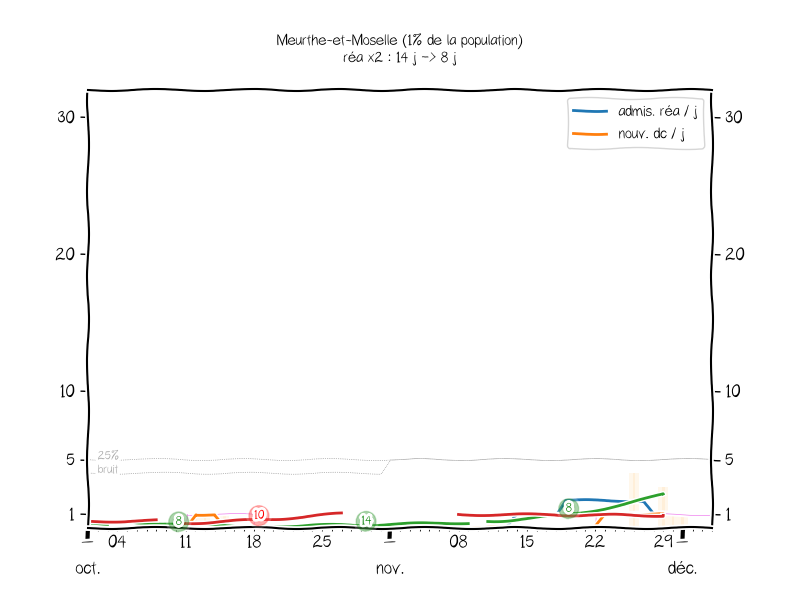 Meurthe-et-Moselle (1% de la population)
réa x2 : 14 j -> 8 j
admis. réa / j
nouv. dc / j
30 30
20 20
10 10
5 5
1 1
25%
bruit
8 10 14 8
04 11 18 25 08 15 22 29
oct. nov. déc.